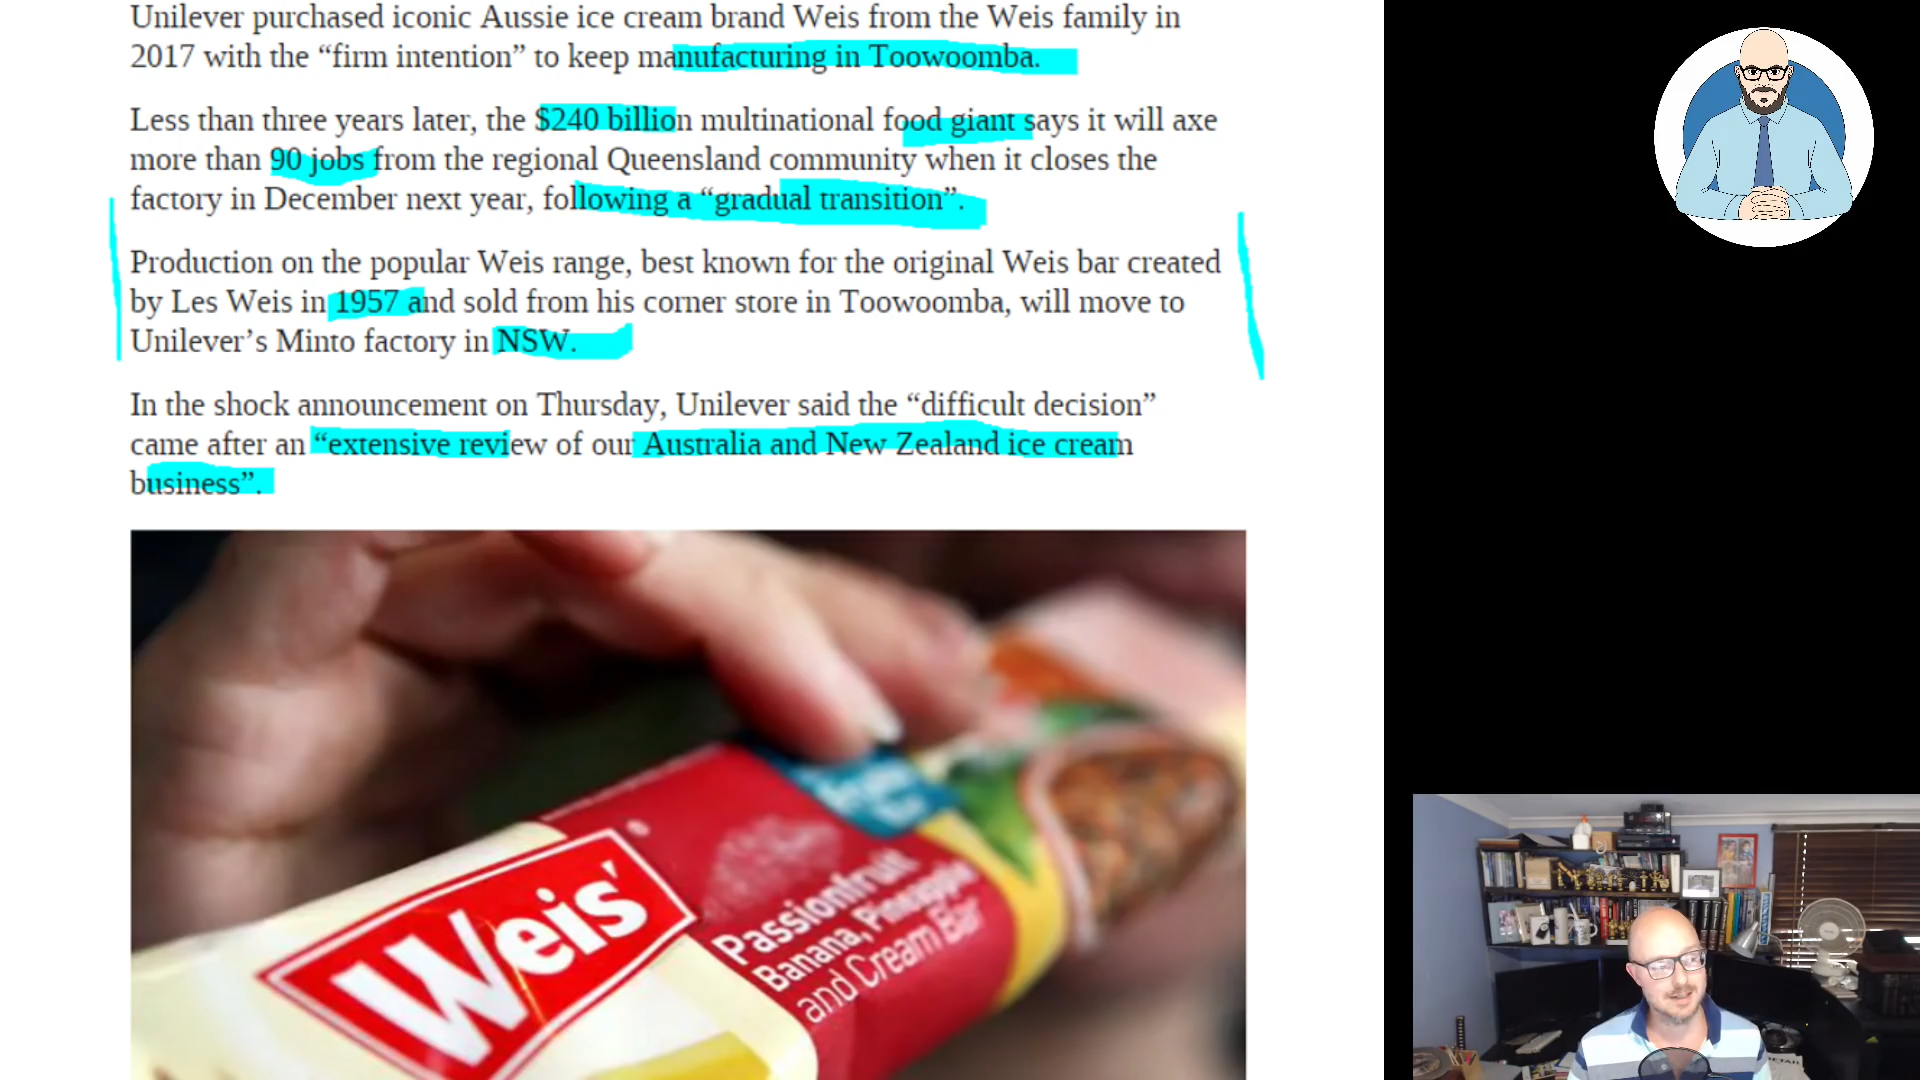 Unilever purchased iconic Aussie ice cream brand Weis from the Weis family in
2017 with the “firm intention” to keep manufacturing in Toowoomba.
Less than three years later, the $240 billion multinational food giant says it will axe
more than 90 jobs from the regional Queensland community when it closes the
factory in December next year, following a “gradual transition”.
Production on the popular Weis range, best known for the original Weis bar created
by Les Weis in 1957 and sold from his corner store in Toowoomba, will move to
Unilever’s Minto factory in NSW.
In the shock announcement on Thursday, Unilever said the “difficult decision”
came after an “extensive review of our Australia and New Zealand ice cream
business”.
Weis’®
Passionfruit
Banana, Pineapple
and Cream Bar